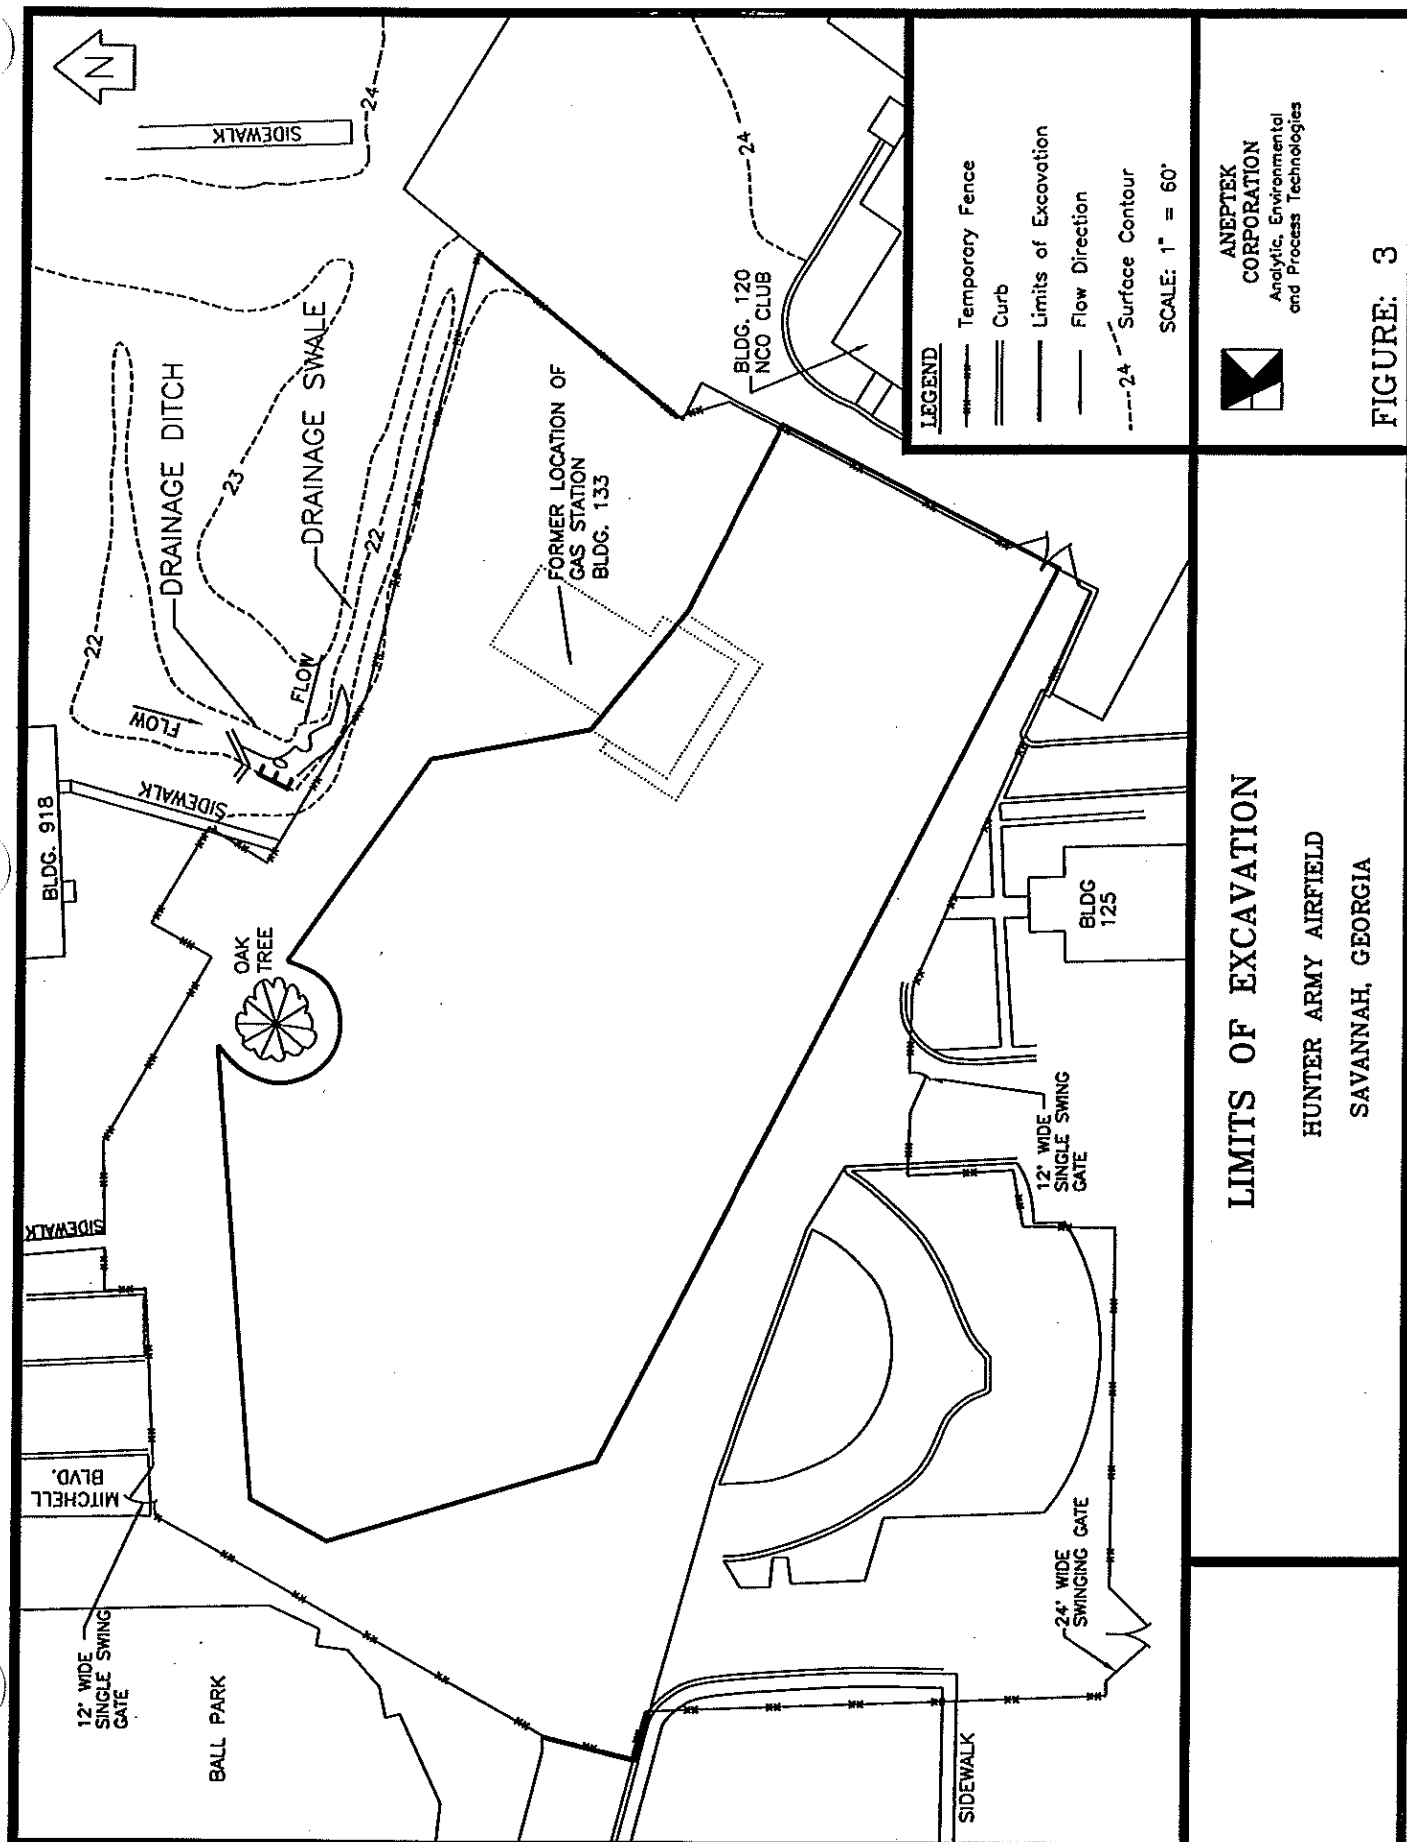 N
SIDEWALK
24
24
DRAINAGE DITCH
DRAINAGE SWALE
23
22
22
FLOW
FLOW
BLDG. 918
SIDEWALK
OAK
TREE
FORMER LOCATION OF
GAS STATION
BLDG. 133
BLDG. 120
NCO CLUB
SIDEWALK
MITCHELL
BLVD.
12' WIDE
SINGLE SWING
GATE
BALL PARK
BLDG
125
12' WIDE
SINGLE SWING
GATE
24' WIDE
SWINGING GATE
SIDEWALK
LEGEND
Temporary Fence
Curb
Limits of Excavation
Flow Direction
24 Surface Contour
SCALE: 1" = 60'
LIMITS OF EXCAVATION
HUNTER ARMY AIRFIELD
SAVANNAH, GEORGIA
ANEPTEK
CORPORATION
Analytic, Environmental
and Process Technologies
FIGURE: 3